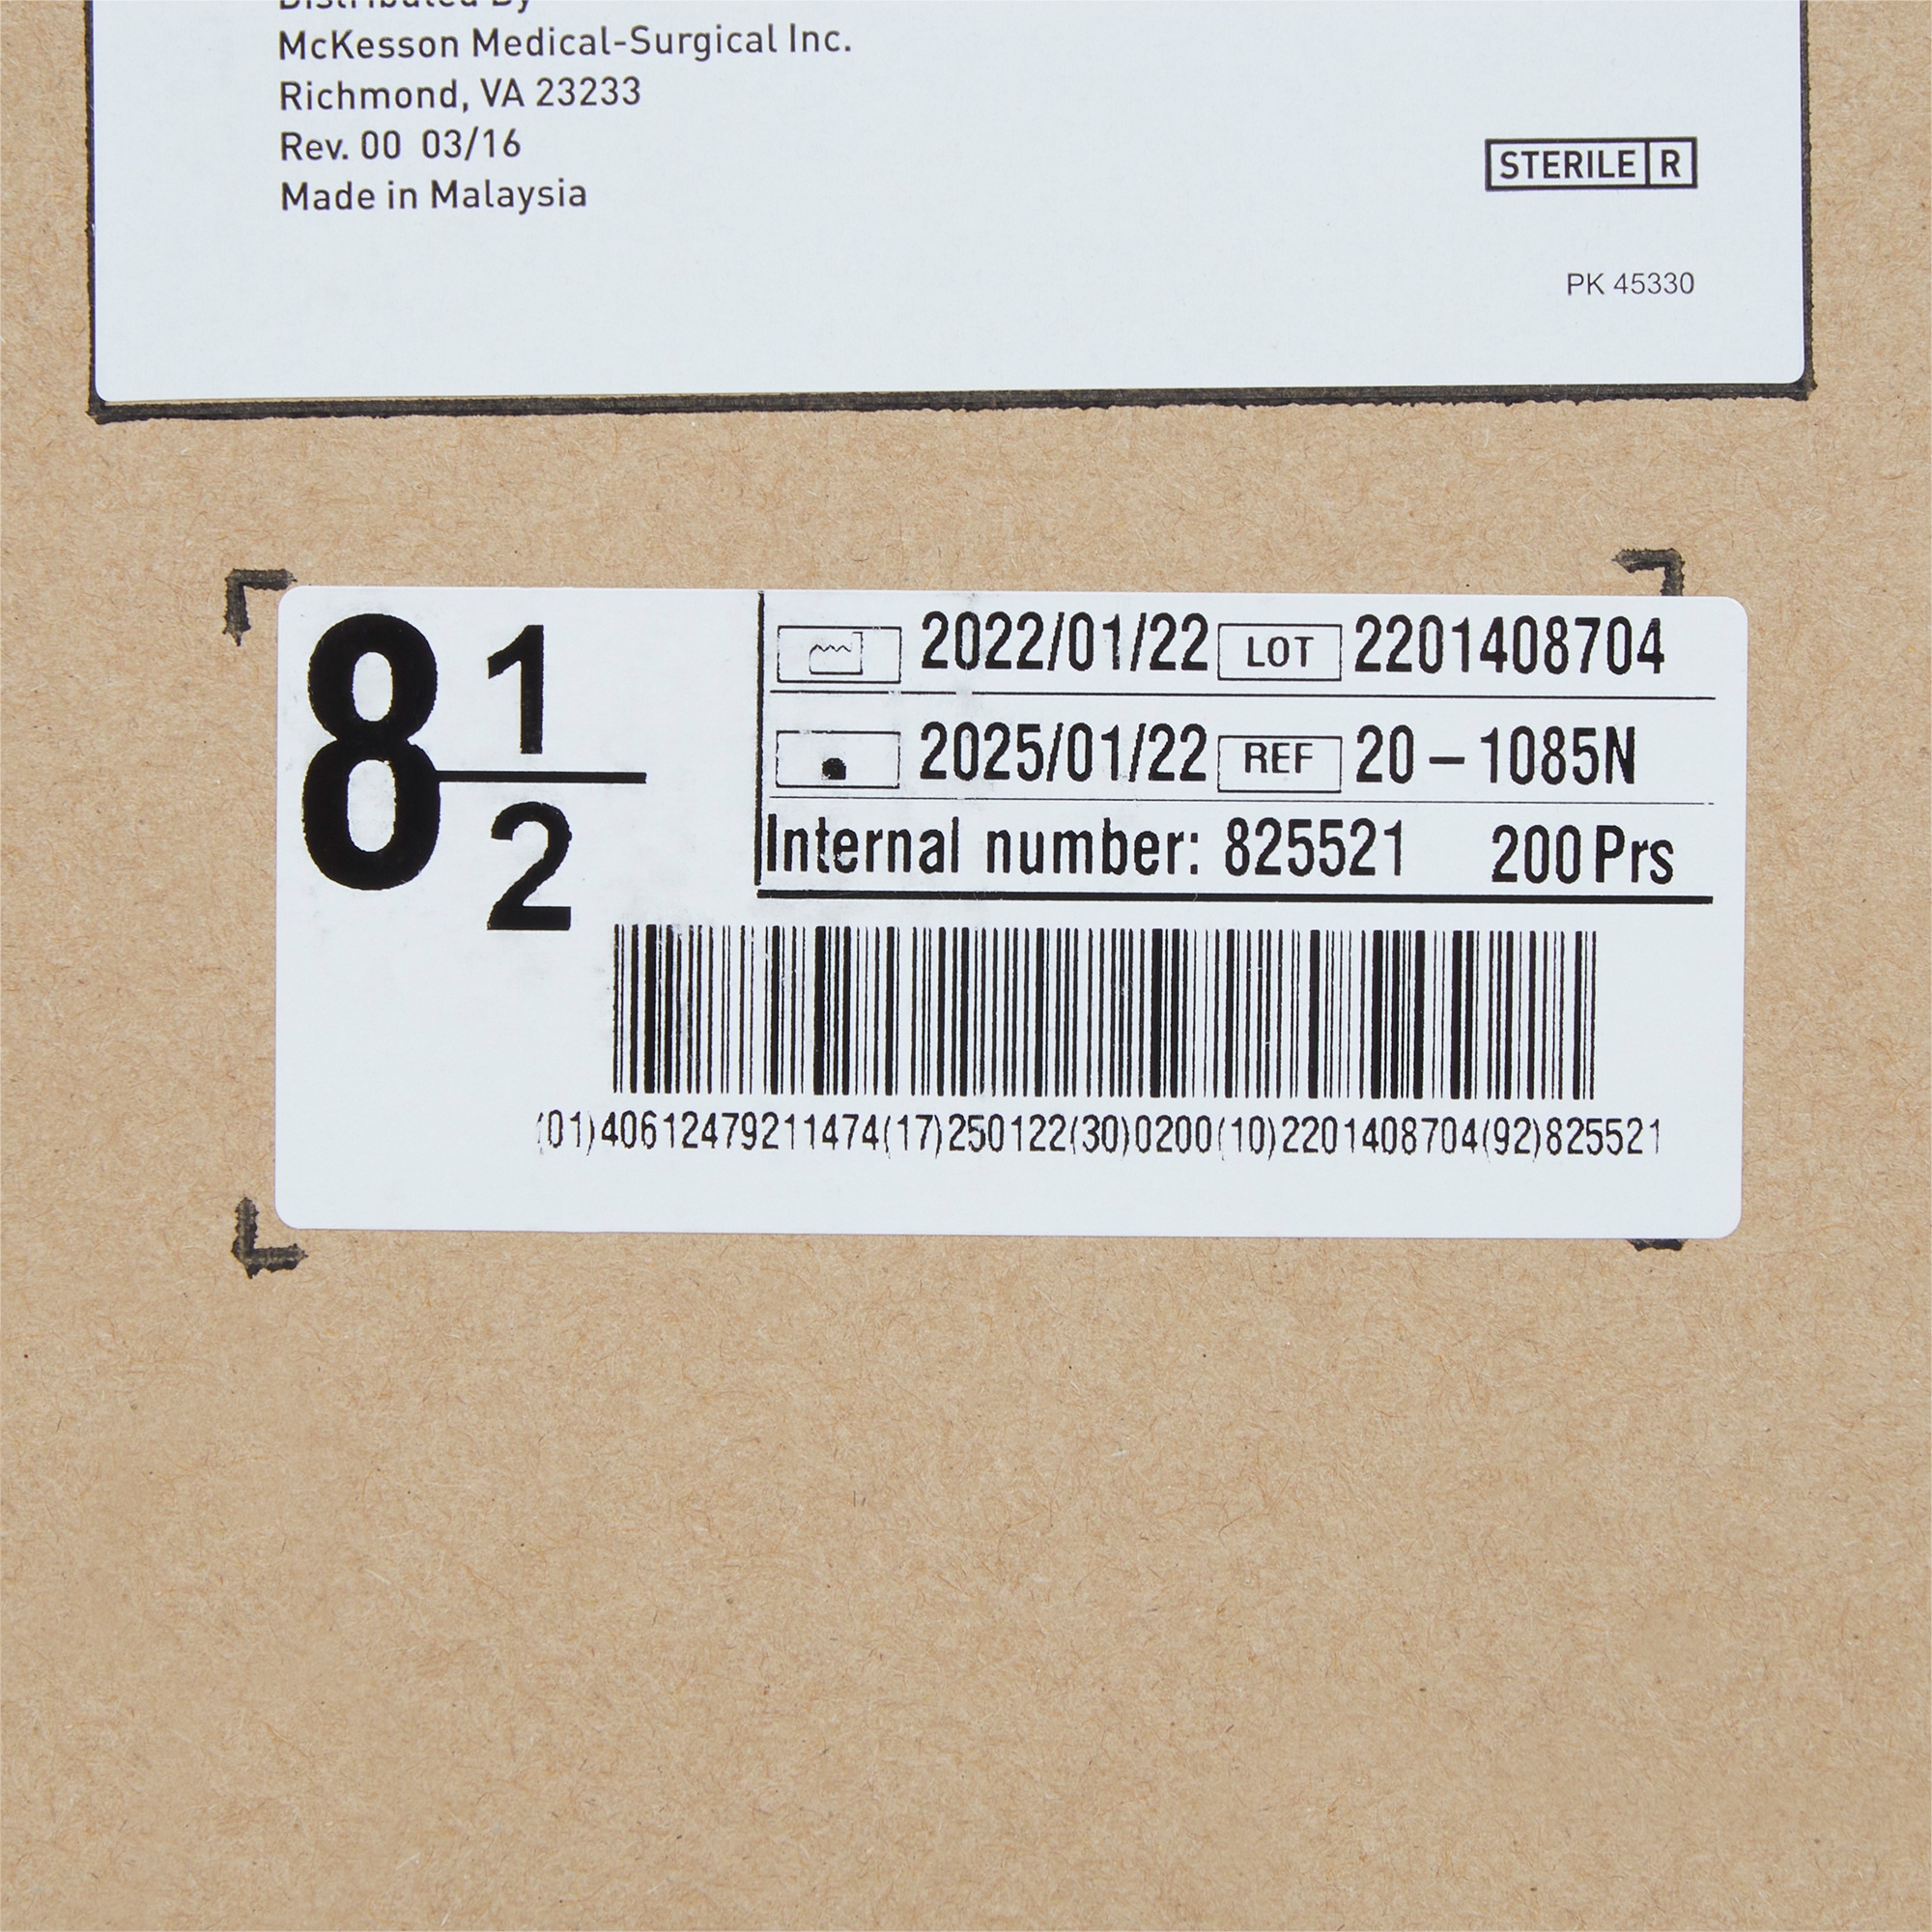 Distributed By
McKesson Medical-Surgical Inc.
Richmond, VA 23233
Rev. 00 03/16
Made in Malaysia
STERILE R
PK 45330
8 1/2
2022/01/22 LOT 2201408704
2025/01/22 REF 20-1085N
Internal number: 825521 200 Prs
(01)40612479211474(17)250122(30)0200(10)2201408704(92)825521